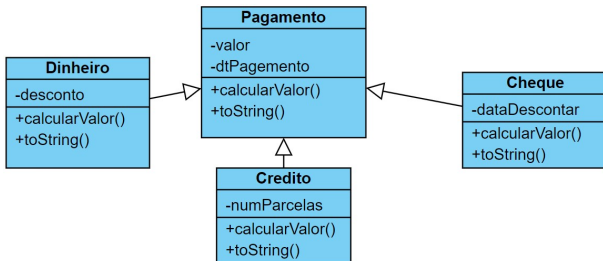 Pagamento
-valor
-dtPagemento
+calcularValor()
+toString()
Dinheiro
-desconto
+calcularValor()
+toString()
Cheque
-dataDescontar
+calcularValor()
+toString()
Credito
-numParcelas
+calcularValor()
+toString()